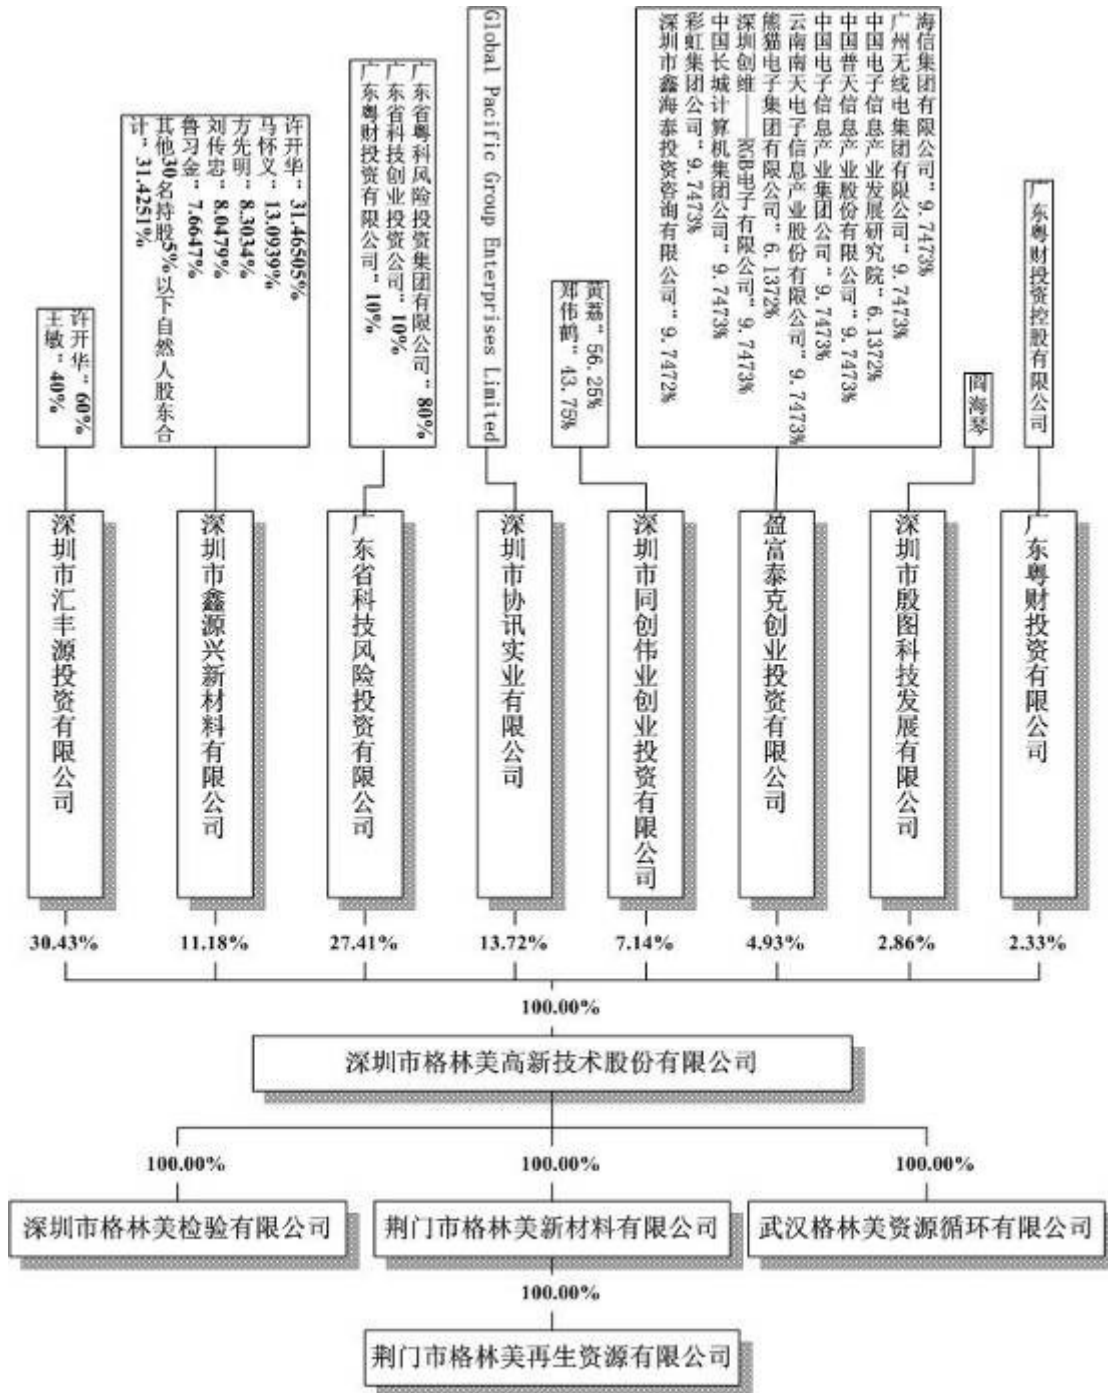 许开华" 60%
王敏" 40%
许开华" 31.46505%
马怀义" 13.0939%
方先明" 8.3034%
刘传忠" 8.0479%
鲁习金" 7.6647%
其他30名持股5%以下自然人股东合
计" 31.4251%
广东省粤科风险投资集团有限公司" 80%
广东省科技创业投资公司" 10%
广东粤财投资有限公司" 10%
Global Pacific Group Enterprises Limited
黄荔" 56.25%
郑伟鹤" 43.75%
海信集团有限公司" 9.7473%
广州无线电集团有限公司" 9.7473%
中国电子信息产业发展研究院" 6.1372%
中国普天信息产业股份有限公司" 9.7473%
中国电子信息产业集团公司" 9.7473%
云南南天电子信息产业股份有限公司" 9.7473%
熊猫电子集团有限公司" 6.1372%
深圳创维——RGB电子有限公司" 9.7473%
中国长城计算机集团公司" 9.7473%
彩虹集团公司" 9.7473%
深圳市鑫海泰投资咨询有限公司" 9.7472%
广东粤财投资控股有限公司
深圳市汇丰源投资有限公司
深圳市鑫源兴新材料有限公司
广东省科技风险投资有限公司
深圳市协讯实业有限公司
深圳市同创伟业创业投资有限公司
盈富泰克创业投资有限公司
深圳市殷图科技发展有限公司
广东粤财投资有限公司
30.43%
11.18%
27.41%
13.72%
7.14%
4.93%
2.86%
2.33%
100.00%
深圳市格林美高新技术股份有限公司
100.00%
100.00%
100.00%
深圳市格林美检验有限公司
荆门市格林美新材料有限公司
武汉格林美资源循环有限公司
100.00%
荆门市格林美再生资源有限公司